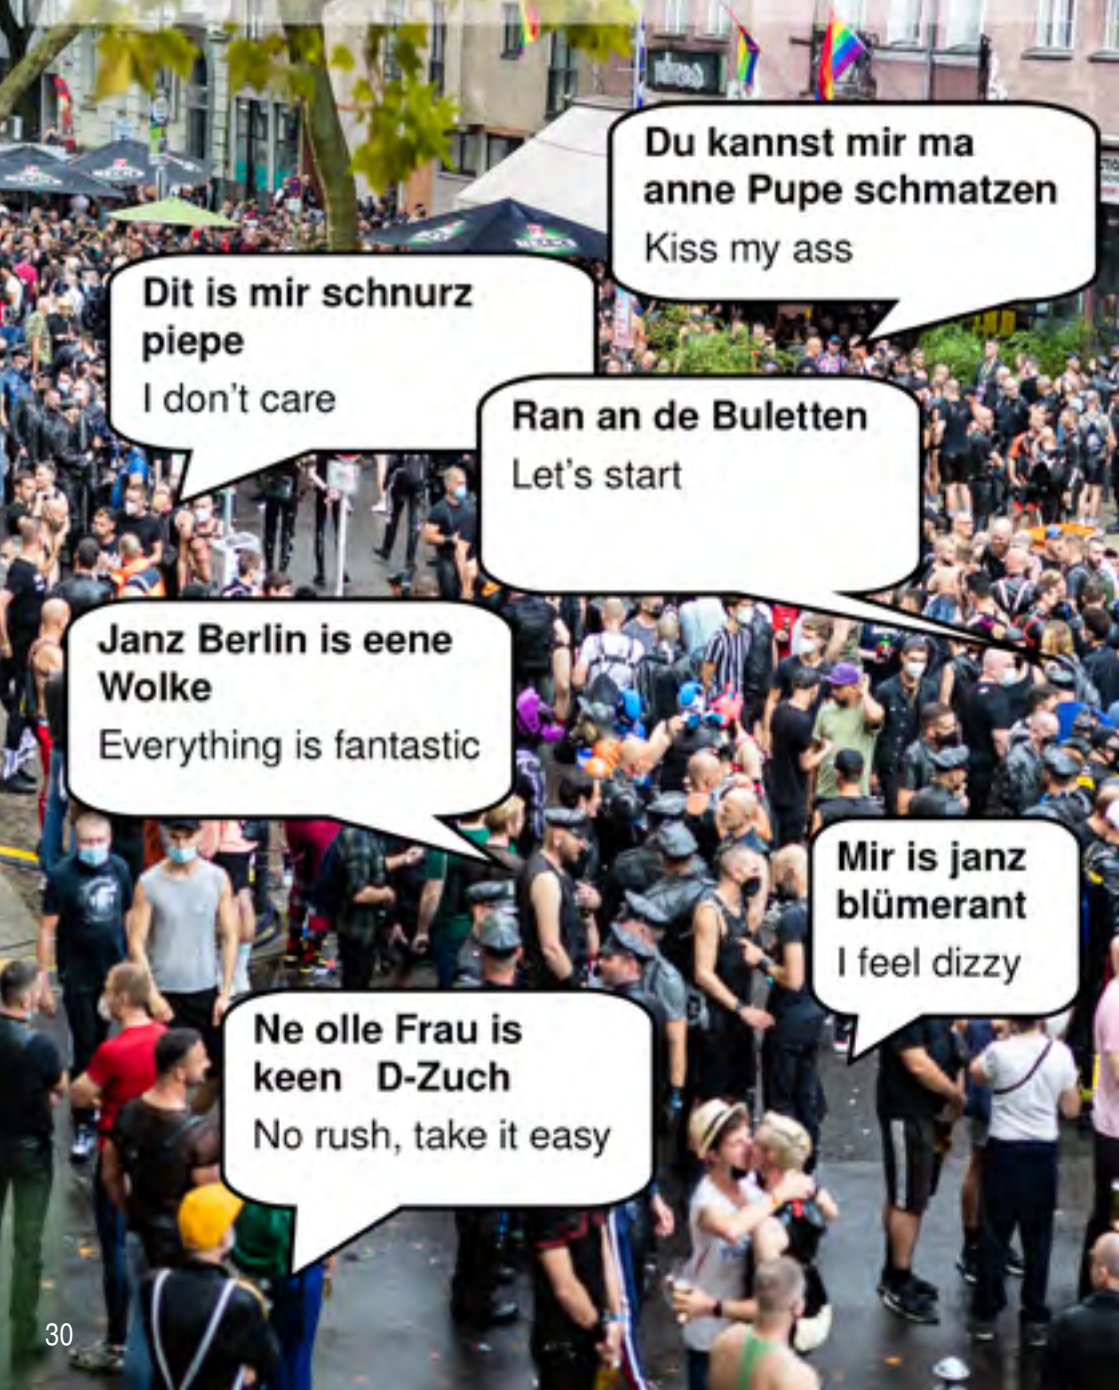 Du kannst mir ma
anne Pupe schmatzen
Kiss my ass
Dit is mir schnurz
piepe
I don't care
Ran an de Buletten
Let's start
Janz Berlin is eene
Wolke
Everything is fantastic
Mir is janz
blümerant
I feel dizzy
Ne olle Frau is
keen D-Zuch
No rush, take it easy
30